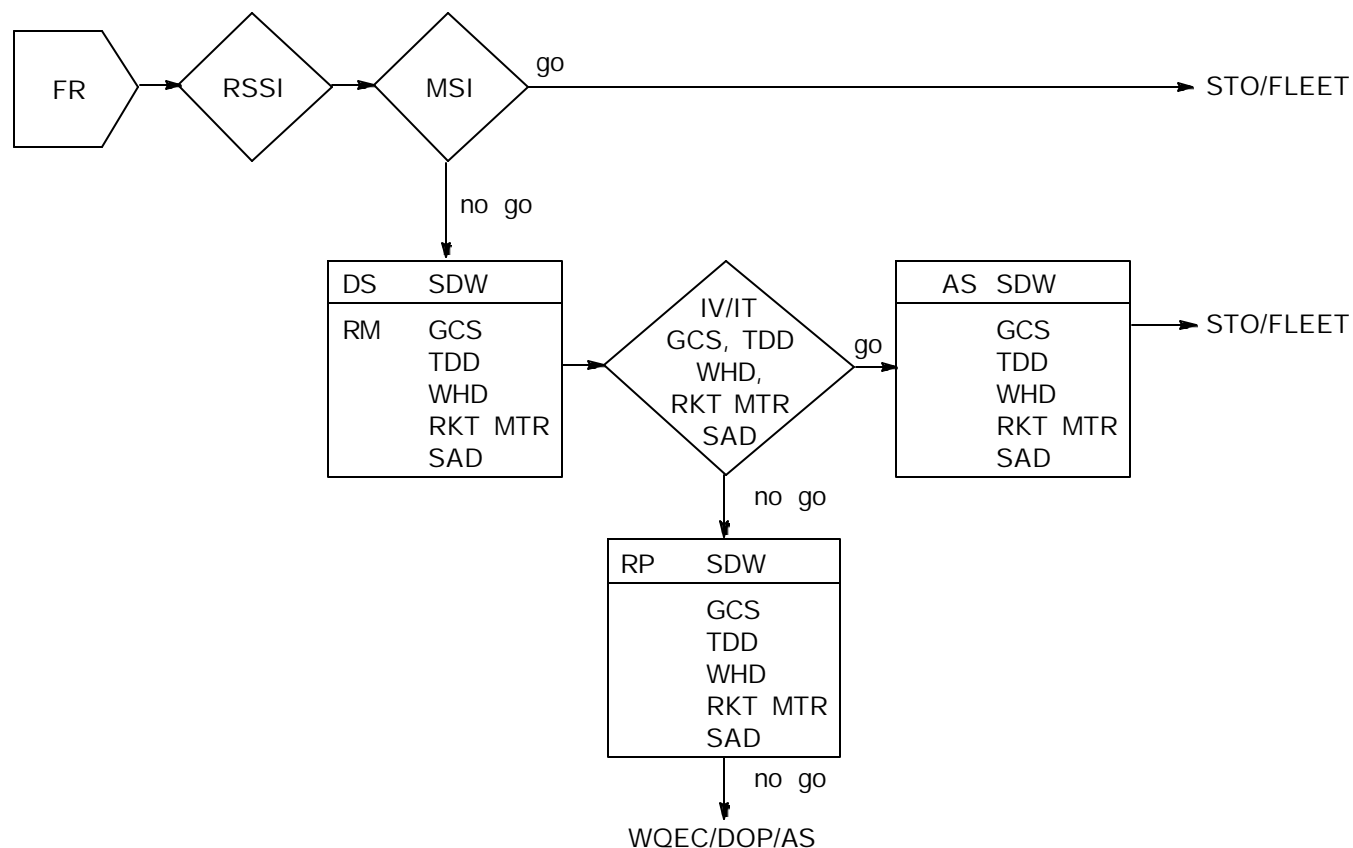 go
FR
RSSI
MSI
STO/FLEET
no go
DS SDW
RM GCS
TDD
WHD
RKT MTR
SAD
IV/IT
GCS, TDD
WHD,
RKT MTR
SAD
go
AS SDW
GCS
TDD
WHD
RKT MTR
SAD
STO/FLEET
no go
RP SDW
GCS
TDD
WHD
RKT MTR
SAD
no go
WQEC/DOP/AS